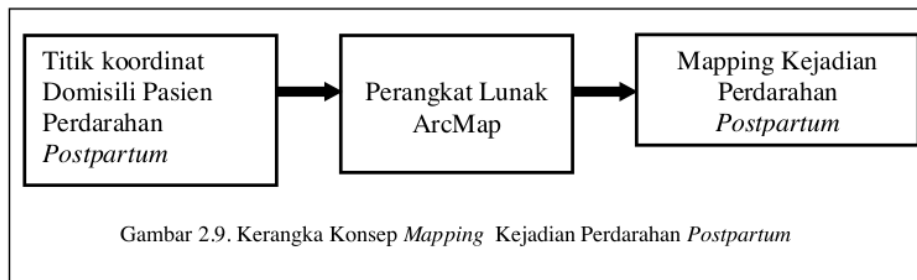 Titik koordinat
Domisili Pasien
Perdarahan
Postpartum
Perangkat Lunak
ArcMap
Mapping Kejadian
Perdarahan
Postpartum
Gambar 2.9. Kerangka Konsep Mapping Kejadian Perdarahan Postpartum